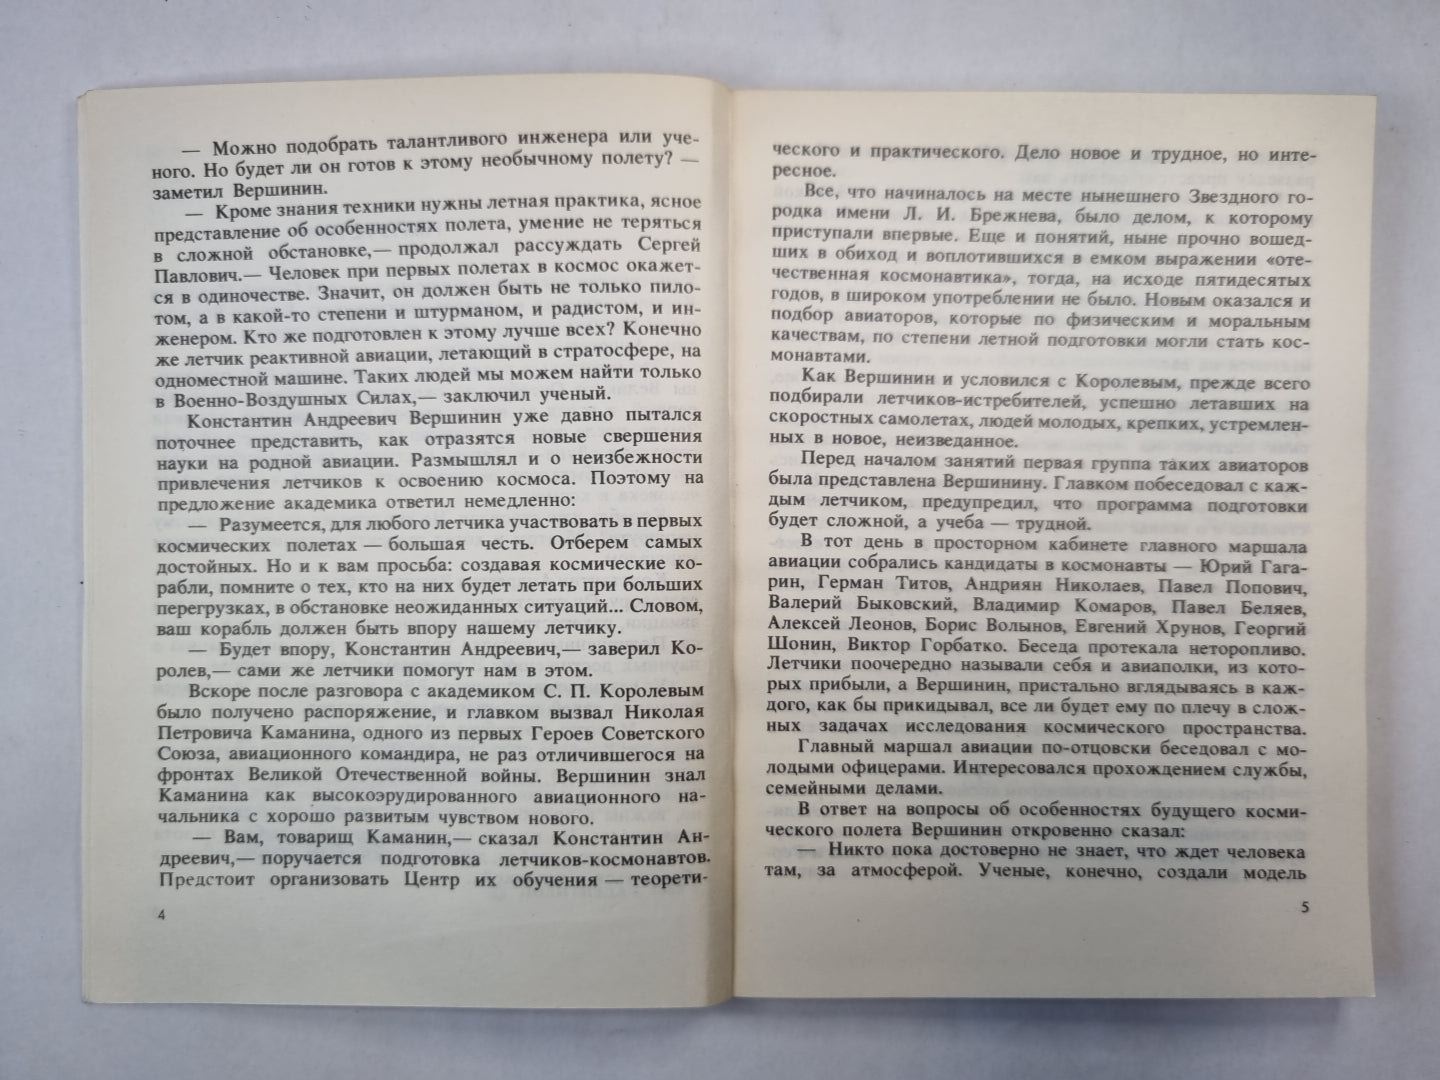 — Можно подобрать талантливого инженера или уче-
ного. Но будет ли он готов к этому необычному полету? —
заметил Вершинин.
— Кроме знания техники нужны летная практика, ясное
представление об особенностях полета, умение не теряться
в сложной обстановке,— продолжал рассуждать Сергей
Павлович.— Человек при первых полетах в космос окажет-
ся в одиночестве. Значит, он должен быть не только пило-
том, а в какой-то степени и штурманом, и радистом, и ин-
женером. Кто же подготовлен к этому лучше всех? Конечно
же летчик реактивной авиации, летающий в стратосфере, на
одноместной машине. Таких людей мы можем найти только
в Военно-Воздушных Силах,— заключил ученый.
Константин Андреевич Вершинин уже давно пытался
поточнее представить, как отразятся новые свершения
науки на родной авиации. Размышлял и о неизбежности
привлечения летчиков к освоению космоса. Поэтому на
предложение академика ответил немедленно:
— Разумеется, для любого летчика участвовать в первых
космических полетах — большая честь. Отберем самых
достойных. Но и к вам просьба: создавая космические ко-
рабли, помните о тех, кто на них будет летать при больших
перегрузках, в обстановке неожиданных ситуаций... Словом,
ваш корабль должен быть впору нашему летчику.
— Будет впору, Константин Андреевич,— заверил Ко-
ролев,— сами же летчики помогут нам в этом.
Вскоре после разговора с академиком С. П. Королевым
было получено распоряжение, и главком вызвал Николая
Петровича Каманина, одного из первых Героев Советского
Союза, авиационного командира, не раз отличившегося на
фронтах Великой Отечественной войны. Вершинин знал
Каманина как высокоэрудированного авиационного на-
чальника с хорошо развитым чувством нового.
— Вам, товарищ Каманин,— сказал Константин Ан-
дреевич,— поручается подготовка летчиков-космонавтов.
Предстоит организовать Центр их обучения — теорети-
4
ческого и практического. Дело новое и трудное, но инте-
ресное.
Все, что начиналось на месте нынешнего Звездного го-
родка имени Л. И. Брежнева, было делом, к которому
приступали впервые. Еще и понятий, ныне прочно вошед-
ших в обиход и воплотившихся в емком выражении «оте-
чественная космонавтика», тогда, на исходе пятидесятых
годов, в широком употреблении не было. Новым оказался и
подбор авиаторов, которые по физическим и моральным
качествам, по степени летной подготовки могли стать кос-
монавтами.
Как Вершинин и условился с Королевым, прежде всего
подбирали летчиков-истребителей, успешно летавших на
скоростных самолетах, людей молодых, крепких, устремлен-
ных в новое, неизведанное.
Перед началом занятий первая группа таких авиаторов
была представлена Вершинину. Главком побеседовал с каж-
дым летчиком, предупредил, что программа подготовки
будет сложной, а учеба — трудной.
В тот день в просторном кабинете главного маршала
авиации собрались кандидаты в космонавты — Юрий Гага-
рин, Герман Титов, Андриян Николаев, Павел Попович,
Валерий Быковский, Владимир Комаров, Павел Беляев,
Алексей Леонов, Борис Волынов, Евгений Хрунов, Георгий
Шонин, Виктор Горбатко. Беседа протекала неторопливо.
Летчики поочередно называли себя и авиаполки, из кото-
рых прибыли, а Вершинин, пристально вглядываясь в каж-
дого, как бы прикидывал, все ли будет ему по плечу в слож-
ных задачах исследования космического пространства.
Главный маршал авиации по-отцовски беседовал с мо-
лодыми офицерами. Интересовался прохождением службы,
семейными делами.
В ответ на вопросы об особенностях будущего косми-
ческого полета Вершинин откровенно сказал:
— Никто пока достоверно не знает, что ждет человека
там, за атмосферой. Ученые, конечно, создали модель
5